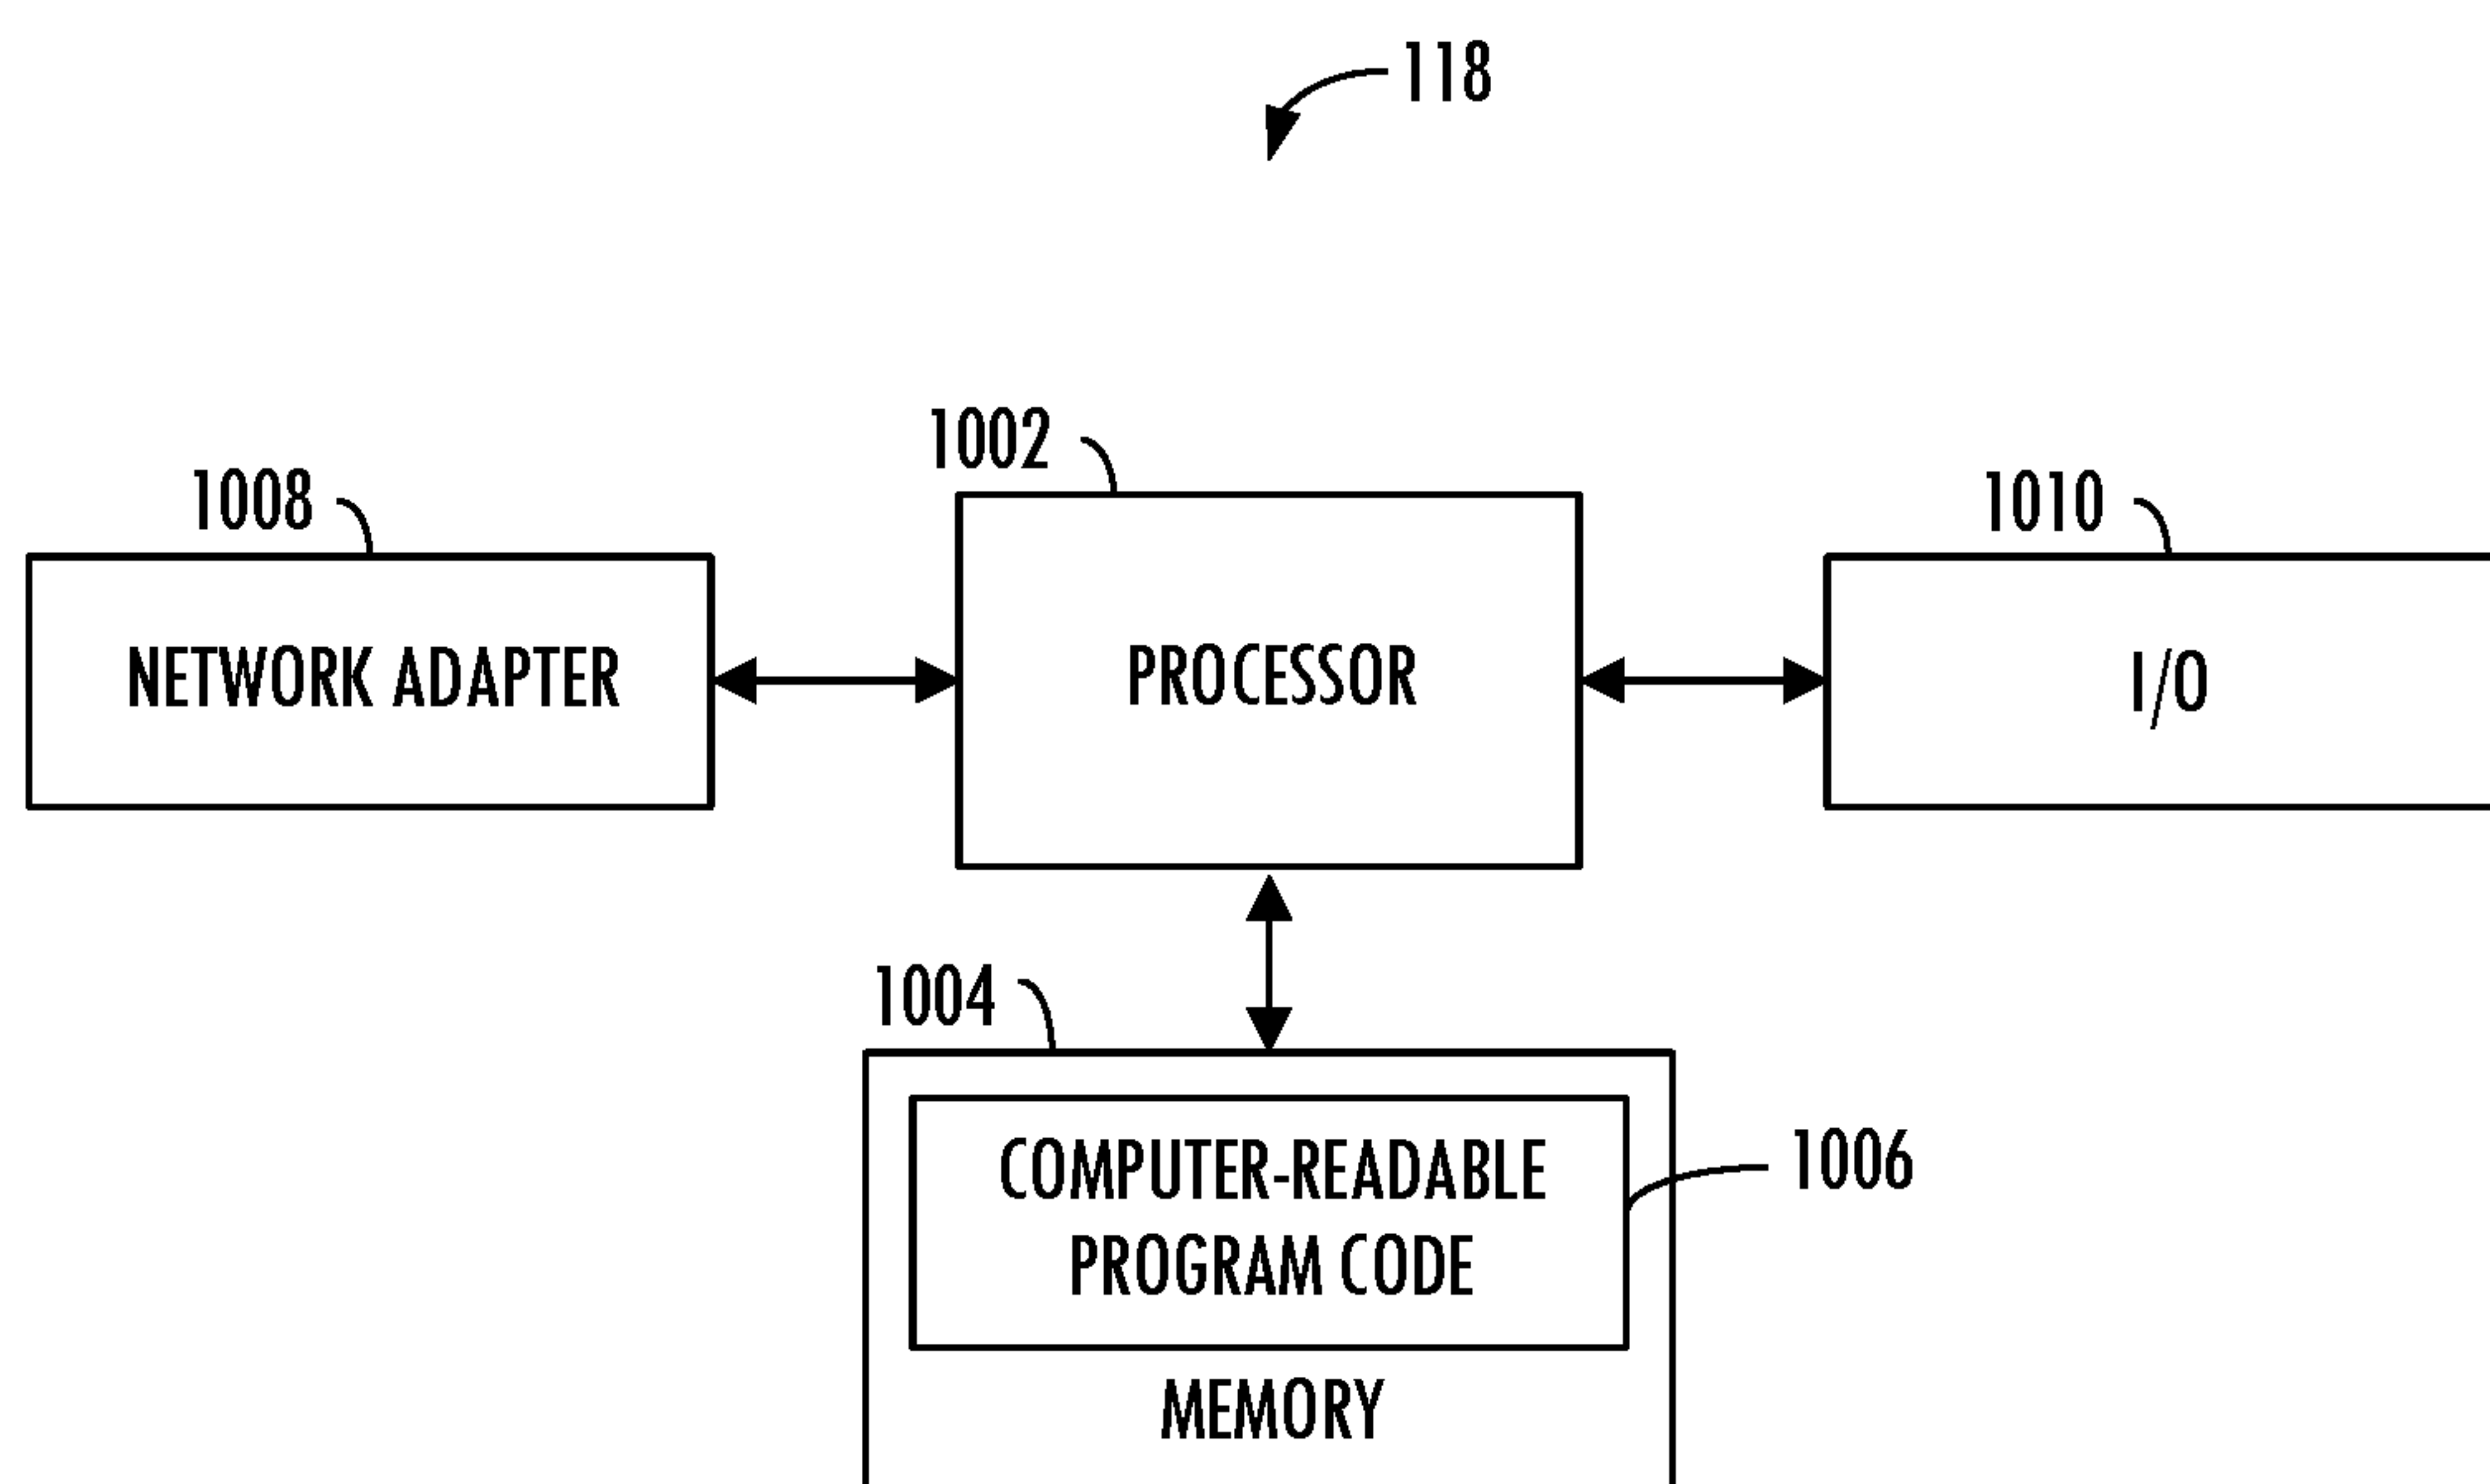 118
1002
1008
1010
NETWORK ADAPTER
PROCESSOR
I/O
1004
COMPUTER-READABLE
PROGRAM CODE
1006
MEMORY